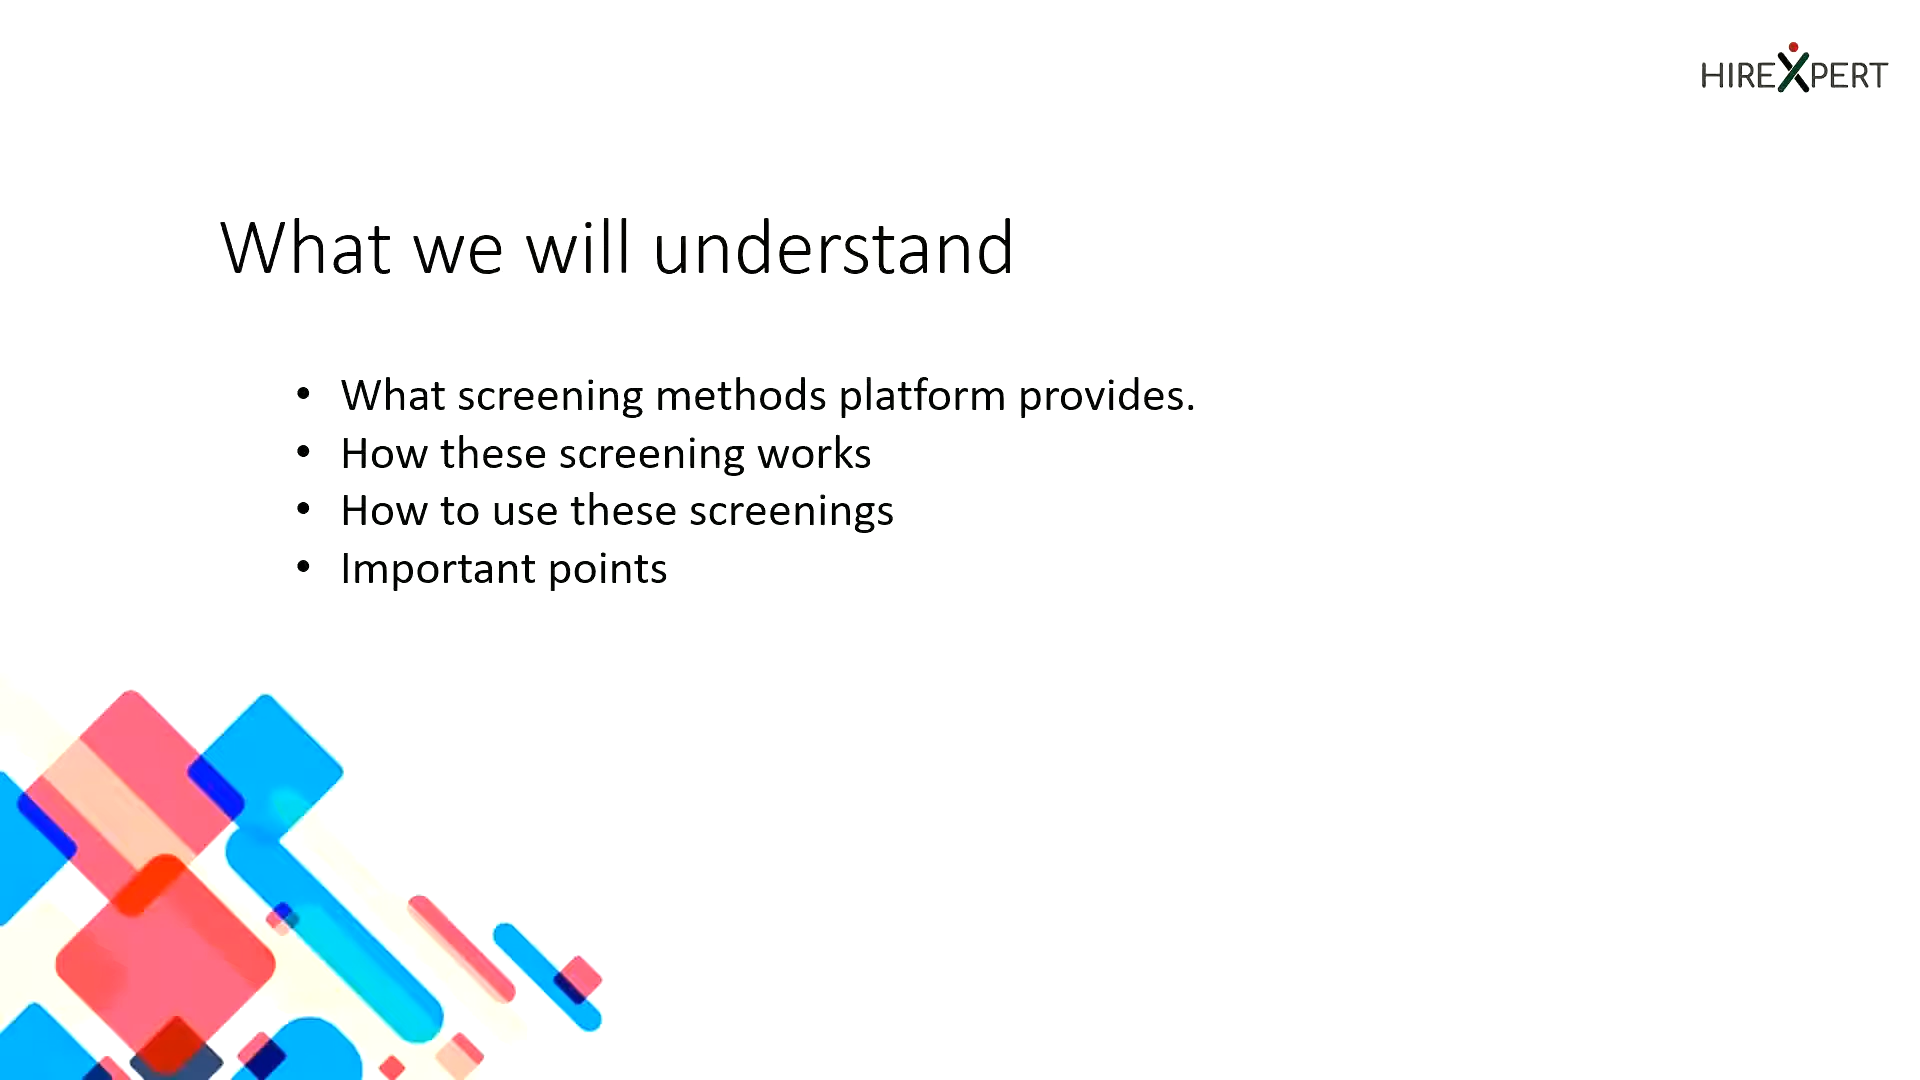 HIREXPERT
What we will understand
• What screening methods platform provides.
• How these screening works
• How to use these screenings
• Important points